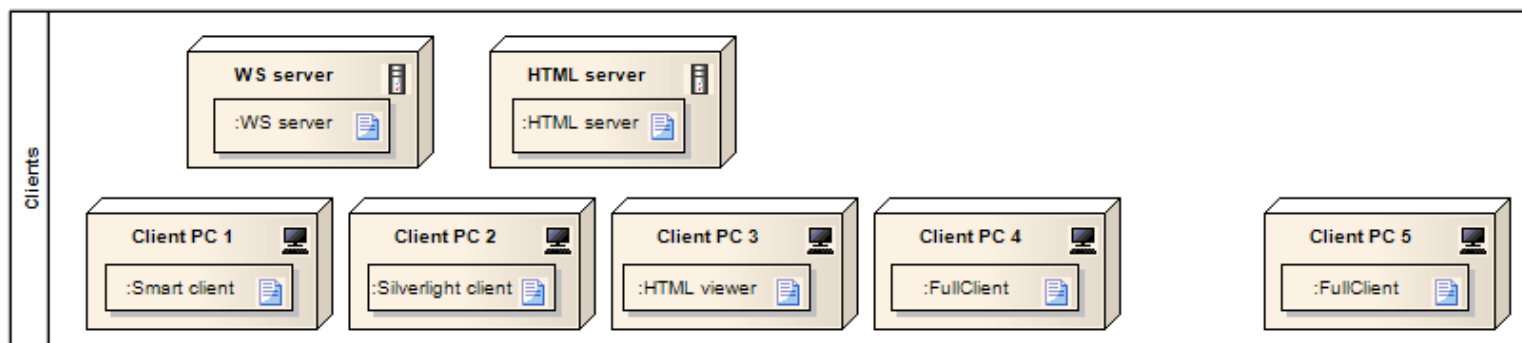 Clients
WS server
:WS server
HTML server
:HTML server
Client PC 1
:Smart client
Client PC 2
:Silverlight client
Client PC 3
:HTML viewer
Client PC 4
:FullClient
Client PC 5
:FullClient